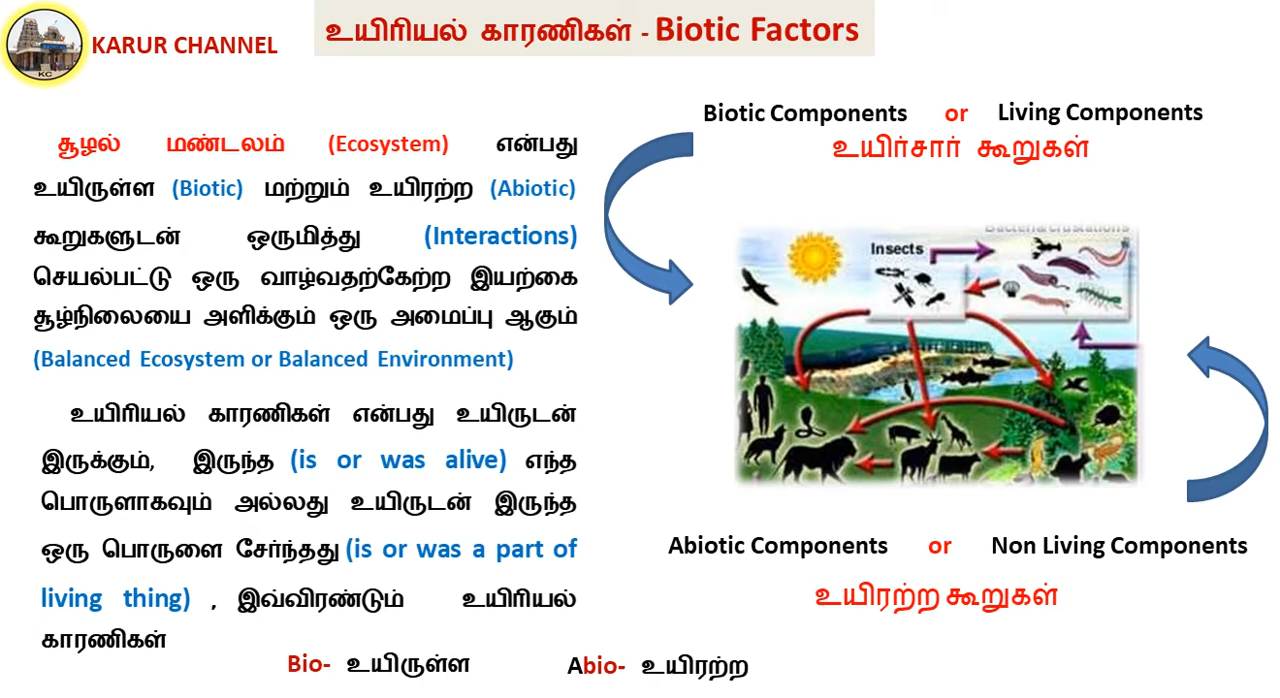 உயிரியல் காரணிகள் - Biotic Factors
KARUR CHANNEL
KC
சூழல் மண்டலம் (Ecosystem) என்பது
உயிருள்ள (Biotic) மற்றும் உயிரற்ற (Abiotic)
கூறுகளுடன் ஒருமித்து (Interactions)
செயல்பட்டு ஒரு வாழ்வதற்கேற்ற இயற்கை
சூழ்நிலையை அளிக்கும் ஒரு அமைப்பு ஆகும்
(Balanced Ecosystem or Balanced Environment)
உயிரியல் காரணிகள் என்பது உயிருடன்
இருக்கும், இருந்த (is or was alive) எந்த
பொருளாகவும் அல்லது உயிருடன் இருந்த
ஒரு பொருளை சேர்ந்தது (is or was a part of
living thing) , இவ்விரண்டும் உயிரியல்
காரணிகள்
Biotic Components or Living Components
உயிர்சார் கூறுகள்
Insects
Abiotic Components or Non Living Components
உயிரற்ற கூறுகள்
Bio- உயிருள்ள Abio- உயிரற்ற